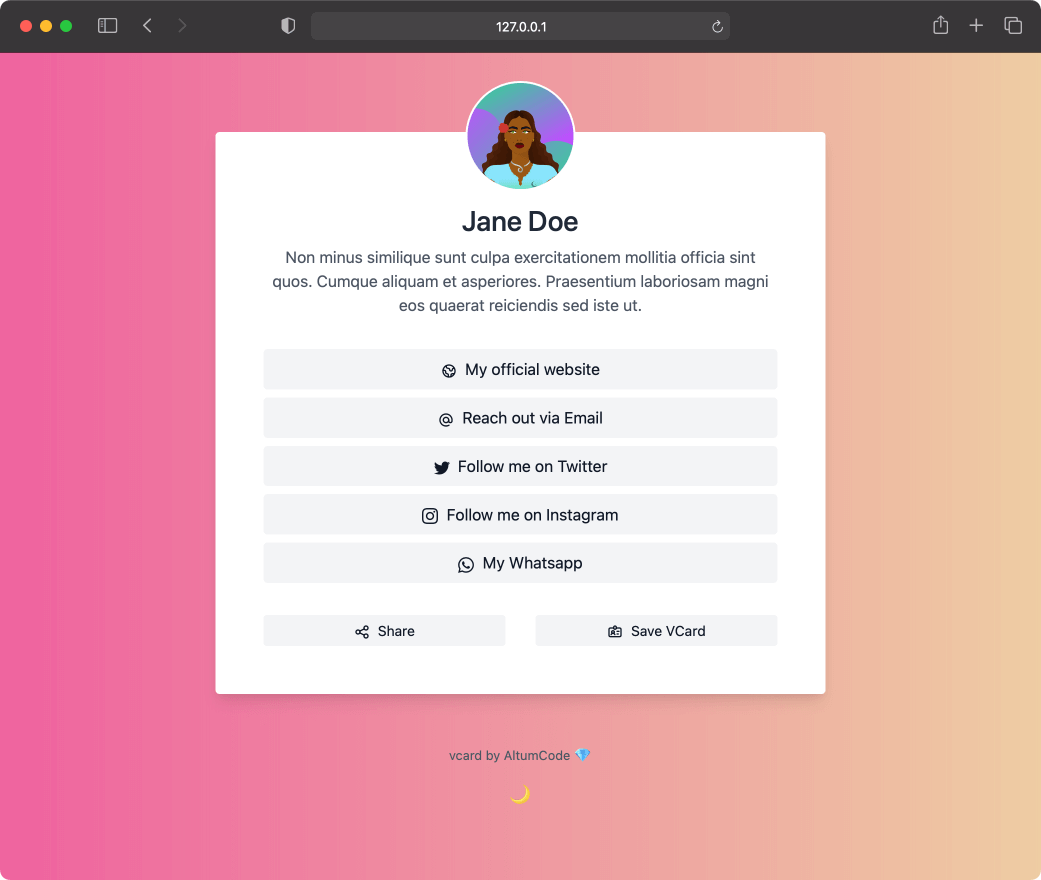 127.0.0.1
Jane Doe
Non minus similique sunt culpa exercitationem mollitia officia sint
quos. Cumque aliquam et asperiores. Praesentium laboriosam magni
eos quaerat reiciendis sed iste ut.
My official website
Reach out via Email
Follow me on Twitter
Follow me on Instagram
My Whatsapp
Share
Save VCard
vcard by AltumCode 💎